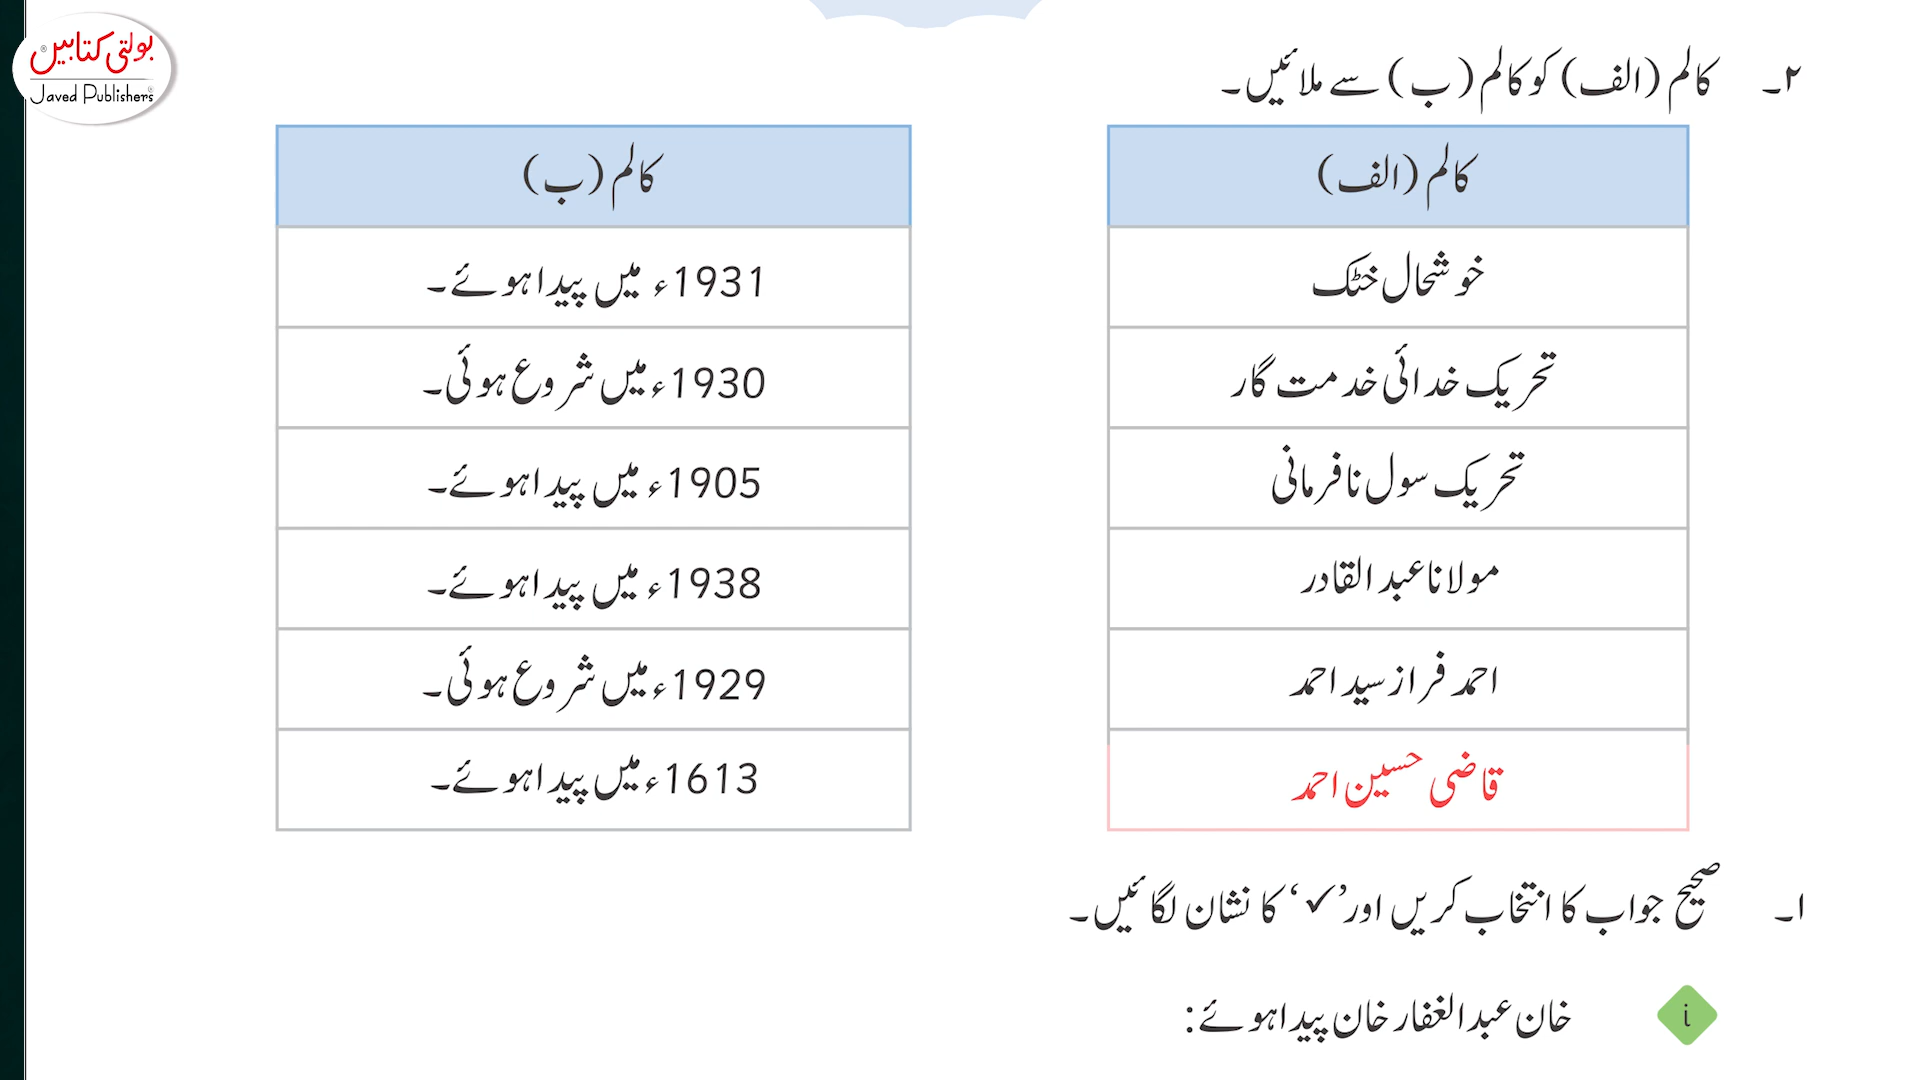 بولتی کتابیں
Javed Publishers
۲۔ کالم (الف) کو کالم (ب) سے ملائیں۔
کالم (الف) کالم (ب)
خوشحال خٹک 1931ء میں پیدا ہوئے۔
تحریک خدائی خدمت گار 1930ء میں شروع ہوئی۔
تحریک سول نافرمانی 1905ء میں پیدا ہوئے۔
مولانا عبدالقادر 1938ء میں پیدا ہوئے۔
احمد فراز سید احمد 1929ء میں شروع ہوئی۔
قاضی حسین احمد 1613ء میں پیدا ہوئے۔
۱۔ صحیح جواب کا انتخاب کریں اور ’✓‘ کا نشان لگائیں۔
i خان عبدالغفار خان پیدا ہوئے: